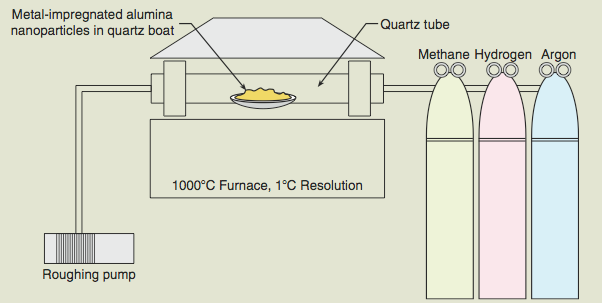 Metal-impregnated alumina
nanoparticles in quartz boat
Quartz tube
Methane Hydrogen Argon
1000°C Furnace, 1°C Resolution
Roughing pump